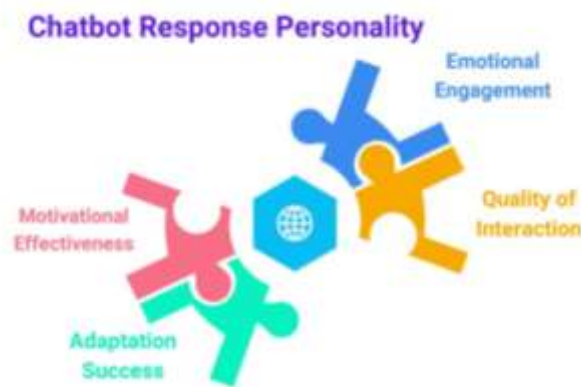 Chatbot Response Personality
Emotional
Engagement
Quality of
Interaction
Motivational
Effectiveness
Adaptation
Success